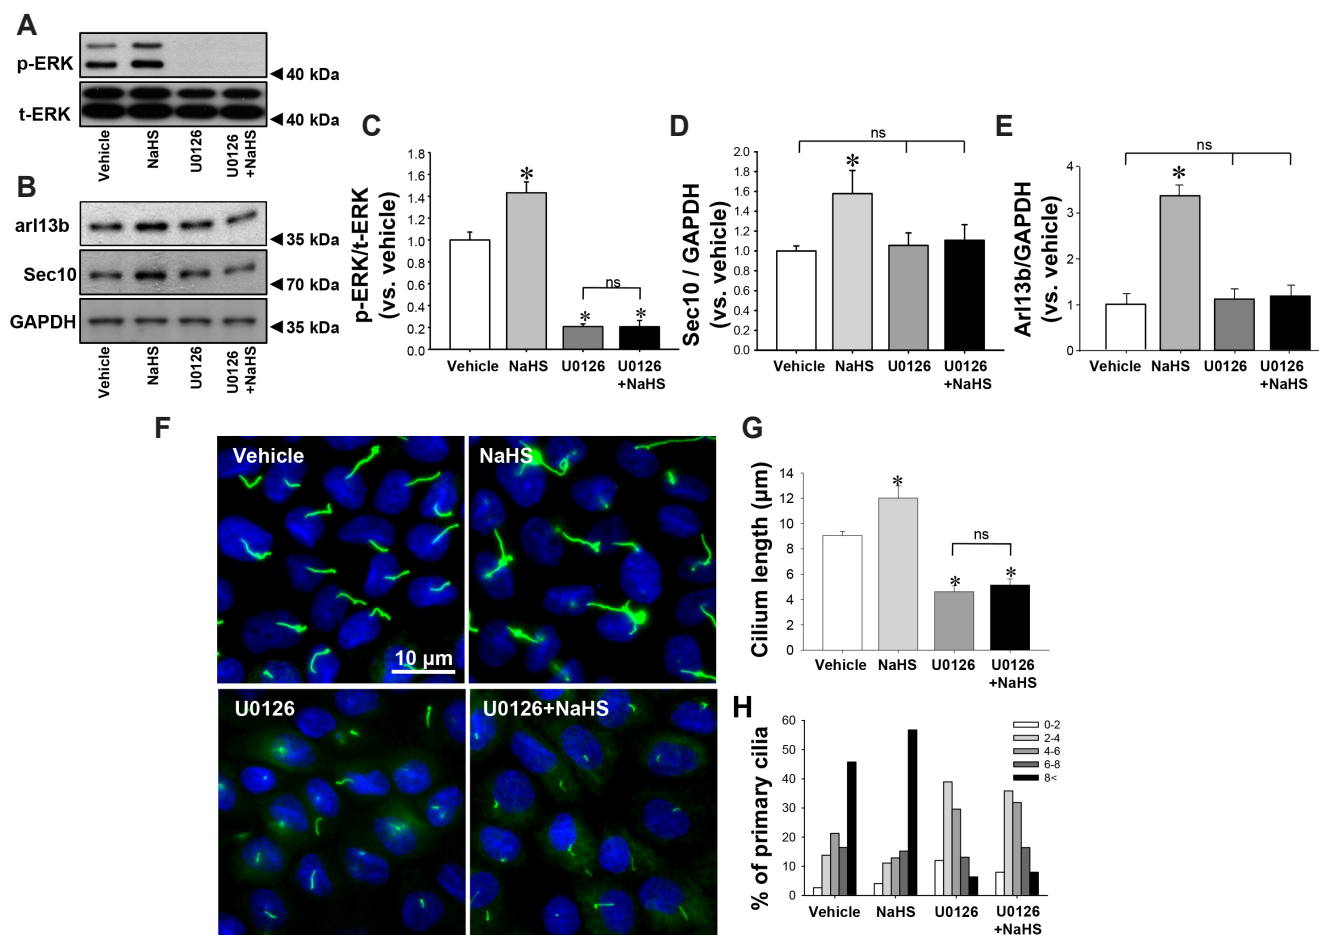 A
p-ERK
◄40 kDa
t-ERK
◄40 kDa
Vehicle
NaHS
U0126
U0126
+NaHS
B
arl13b
◄35 kDa
Sec10
◄70 kDa
GAPDH
◄35 kDa
Vehicle
NaHS
U0126
U0126
+NaHS
C
p-ERK/t-ERK
(vs. vehicle)
1.8
1.6
1.4
1.2
1.0
0.8
0.6
0.4
0.2
0.0
*
*
ns
*
Vehicle NaHS U0126 U0126
+NaHS
D
Sec10 / GAPDH
(vs. vehicle)
2.0
1.8
1.6
1.4
1.2
1.0
0.8
0.6
0.4
0.2
0.0
ns
*
Vehicle NaHS U0126 U0126
+NaHS
E
Arl13b/GAPDH
(vs. vehicle)
4
3
2
1
0
ns
*
Vehicle NaHS U0126 U0126
+NaHS
F
Vehicle
NaHS
10 µm
U0126
U0126+NaHS
G
Cilium length (µm)
14
12
10
8
6
4
2
0
*
*
ns
*
Vehicle NaHS U0126 U0126
+NaHS
H
% of primary cilia
60
50
40
30
20
10
0
0-2
2-4
4-6
6-8
8<
Vehicle NaHS U0126 U0126
+NaHS